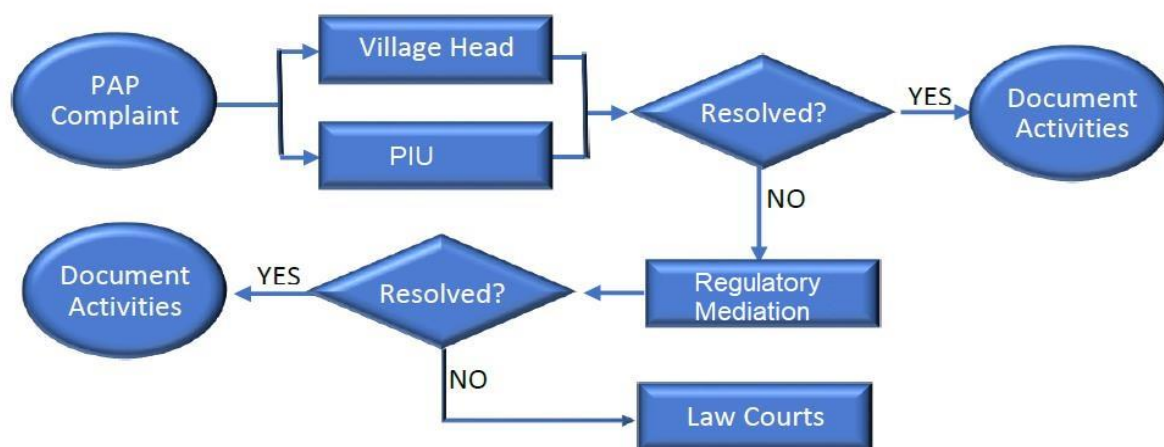 Village Head
PAP
Complaint
PIU
Resolved?
YES
Document
Activities
NO
Document
Activities
YES
Resolved?
Regulatory
Mediation
NO
Law Courts